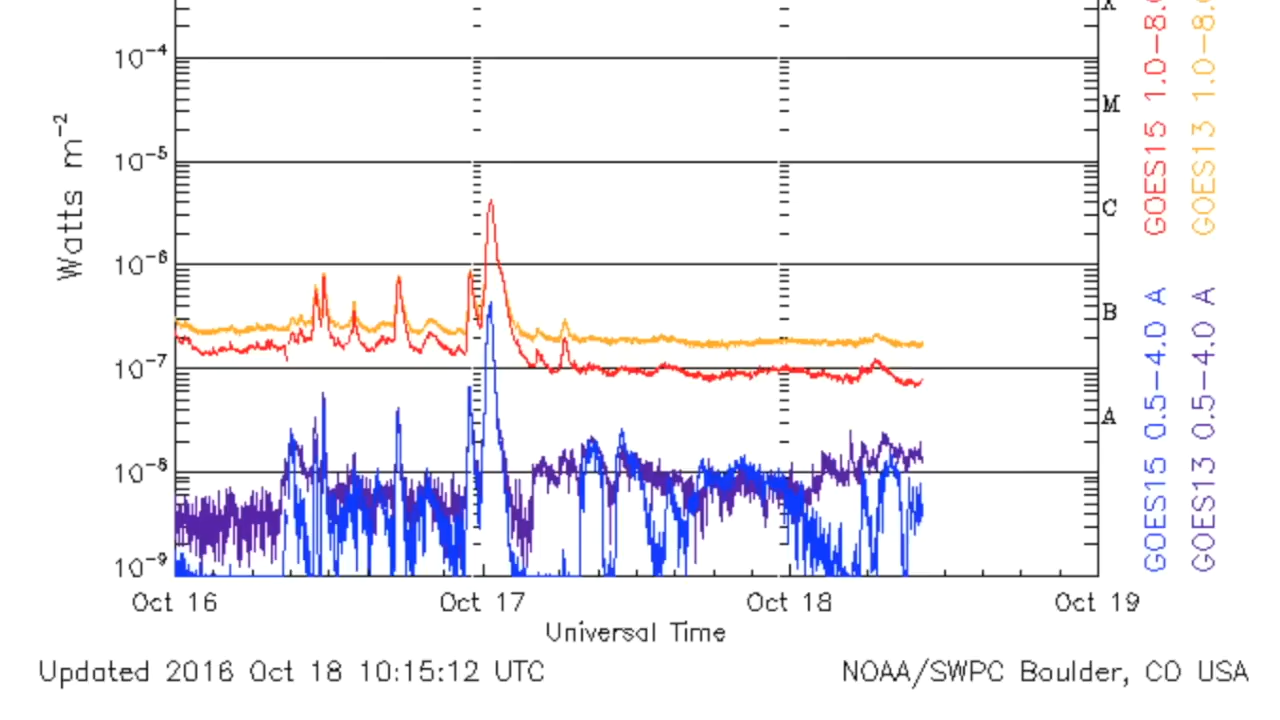 10⁻⁴
10⁻⁵
10⁻⁶
10⁻⁷
10⁻⁸
10⁻⁹
Watts m⁻²
M
C
B
A
GOES15 1.0–8.
GOES13 1.0–8.
GOES15 0.5–4.0 A
GOES13 0.5–4.0 A
Oct 16 Oct 17 Oct 18 Oct 19
Universal Time
Updated 2016 Oct 18 10:15:12 UTC NOAA/SWPC Boulder, CO USA